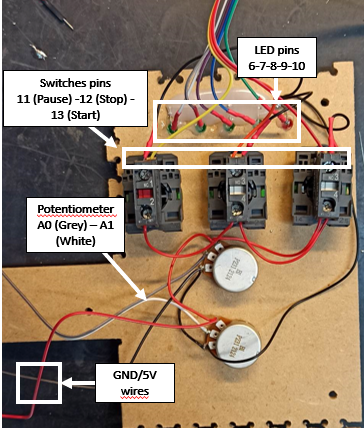 LED pins
6-7-8-9-10
Switches pins
11 (Pause) -12 (Stop) -
13 (Start)
Potentiometer
A0 (Grey) – A1
(White)
GND/5V
wires